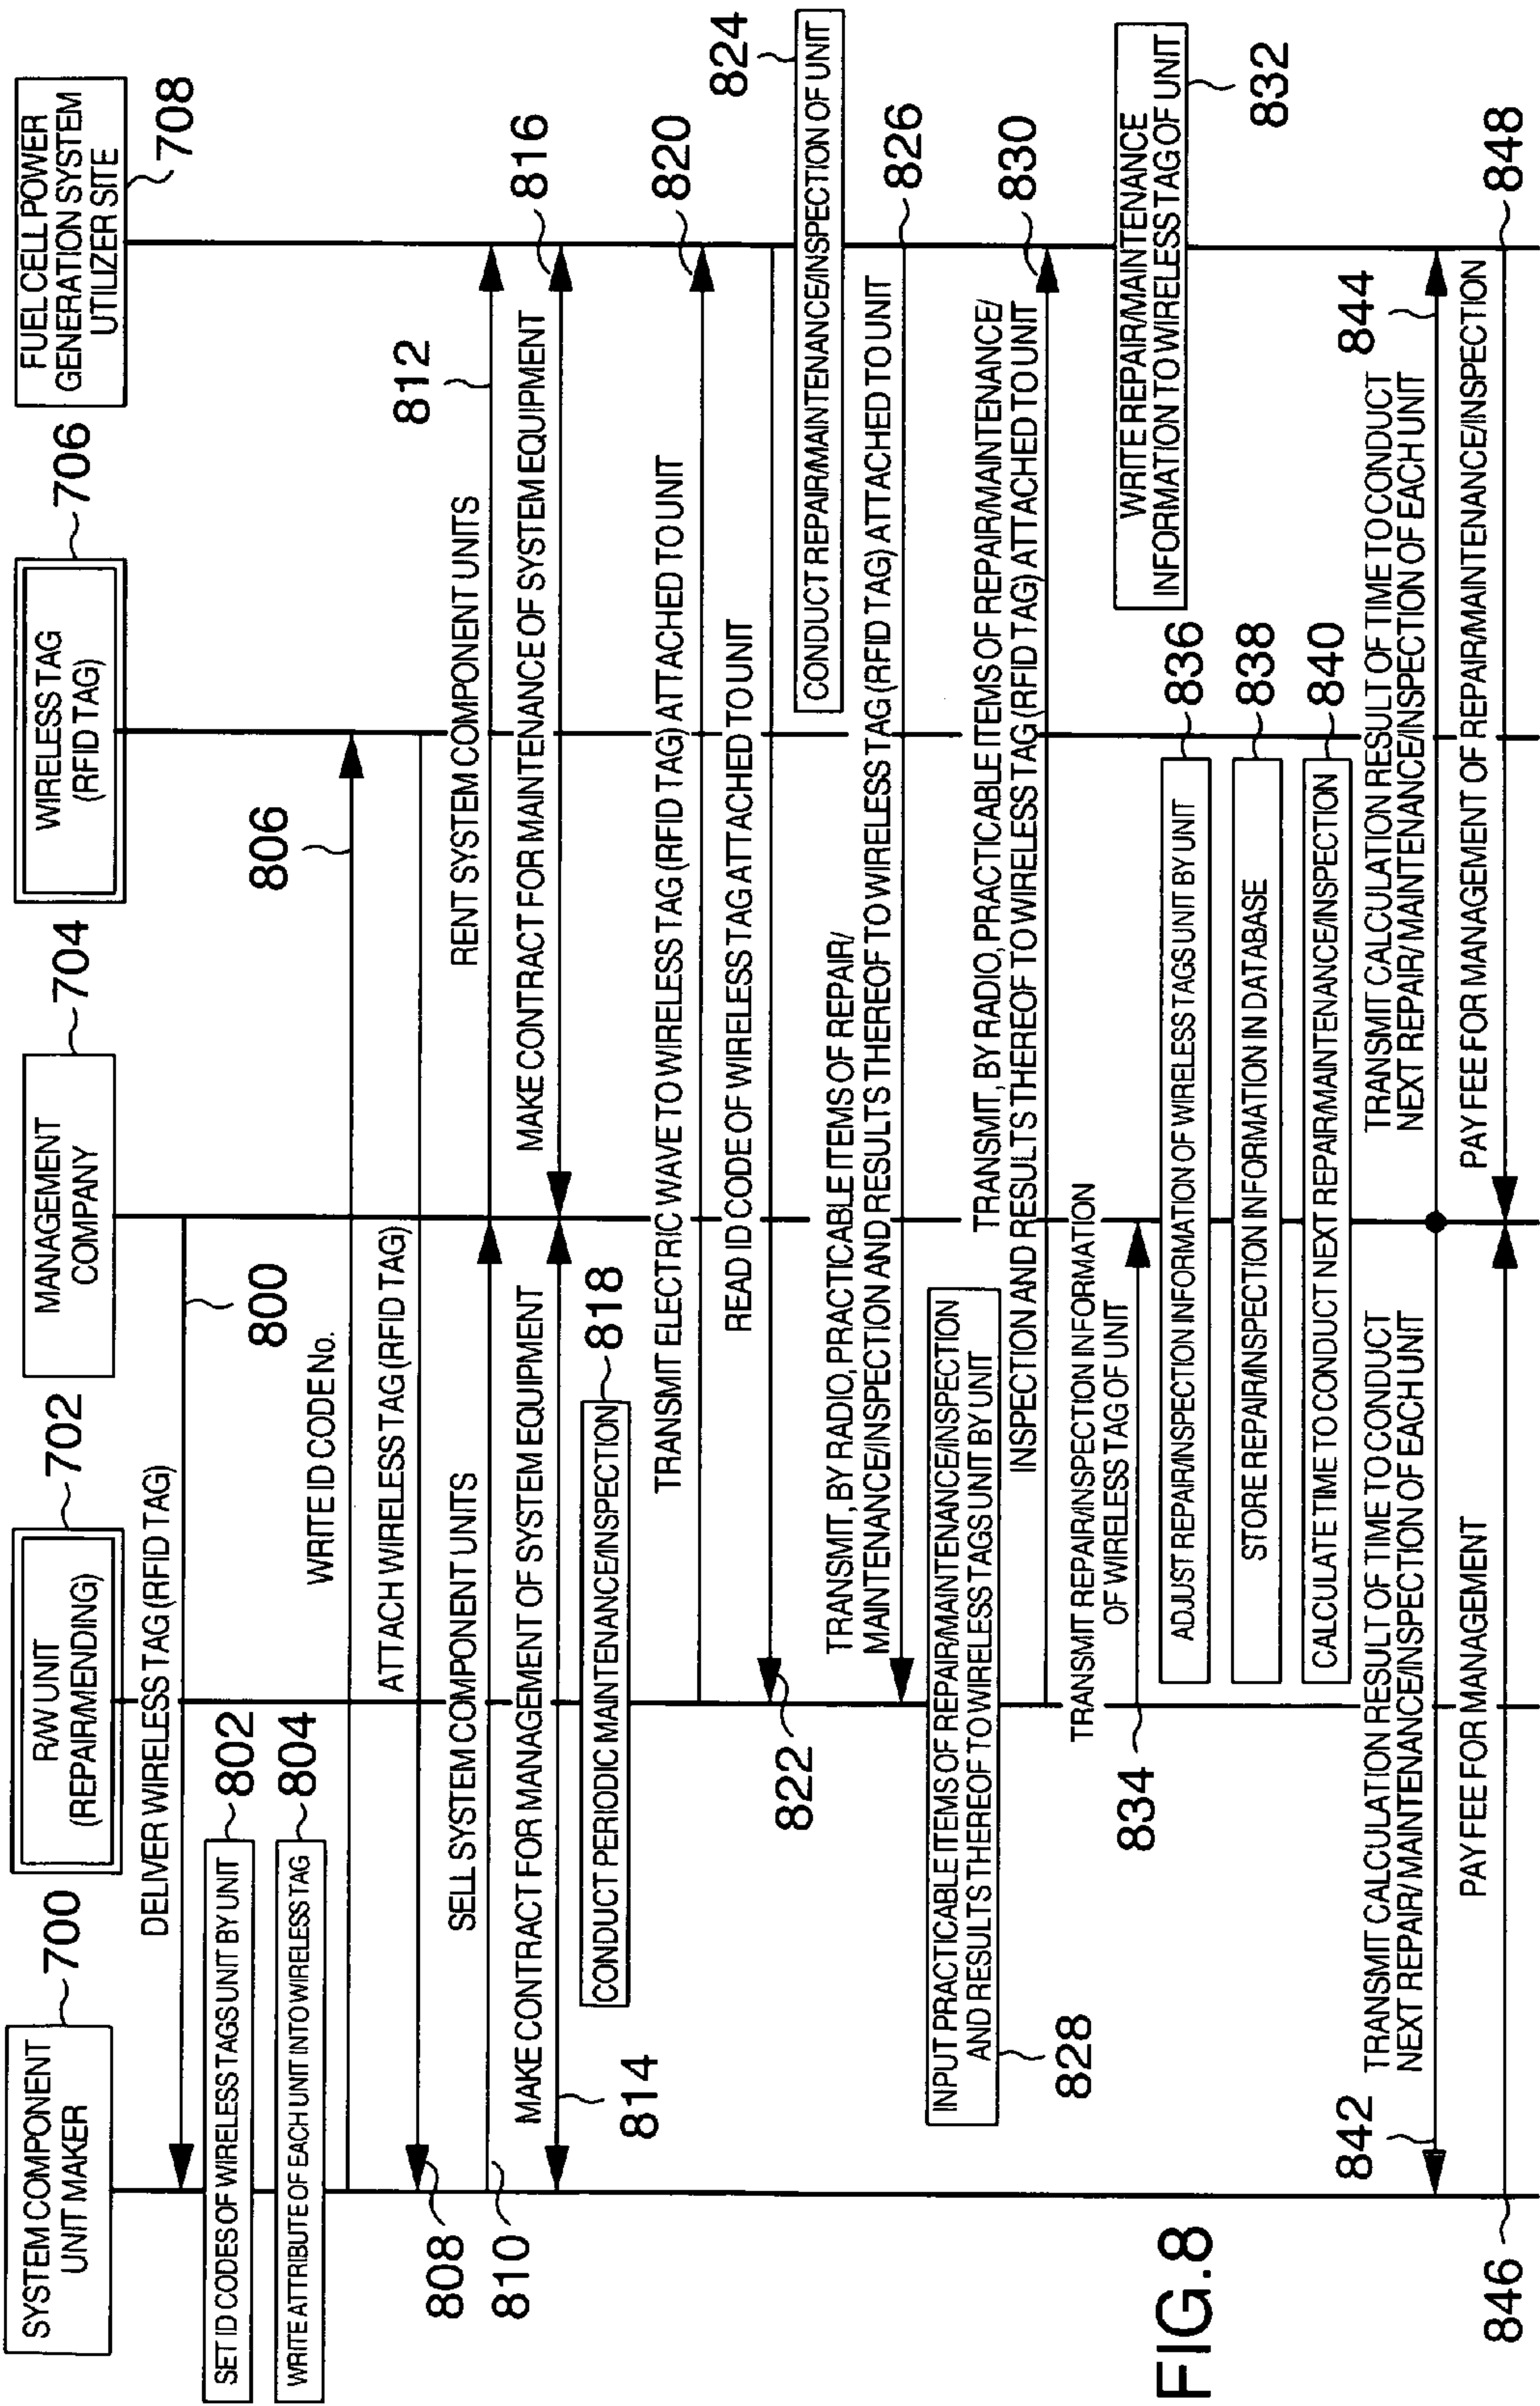 SYSTEM COMPONENT
UNIT MAKER
700
R/W UNIT
(REPAIR/MENDING)
702
MANAGEMENT
COMPANY
704
WIRELESS TAG
(RFID TAG)
706
FUEL CELL POWER
GENERATION SYSTEM
UTILIZER SITE
708
DELIVER WIRELESS TAG (RFID TAG)
800
SET ID CODES OF WIRELESS TAGS UNIT BY UNIT
802
WRITE ATTRIBUTE OF EACH UNIT INTO WIRELESS TAG
804
WRITE ID CODE No.
806
ATTACH WIRELESS TAG (RFID TAG)
808
SELL SYSTEM COMPONENT UNITS
810
RENT SYSTEM COMPONENT UNITS
812
MAKE CONTRACT FOR MANAGEMENT OF SYSTEM EQUIPMENT
814
MAKE CONTRACT FOR MAINTENANCE OF SYSTEM EQUIPMENT
816
CONDUCT PERIODIC MAINTENANCE/INSPECTION
818
TRANSMIT ELECTRIC WAVE TO WIRELESS TAG (RFID TAG) ATTACHED TO UNIT
820
READ ID CODE OF WIRELESS TAG ATTACHED TO UNIT
822
CONDUCT REPAIR/MAINTENANCE/INSPECTION OF UNIT
824
TRANSMIT, BY RADIO, PRACTICABLE ITEMS OF REPAIR/
MAINTENANCE/INSPECTION AND RESULTS THEREOF TO WIRELESS TAG (RFID TAG) ATTACHED TO UNIT
826
INPUT PRACTICABLE ITEMS OF REPAIR/MAINTENANCE/INSPECTION
AND RESULTS THEREOF TO WIRELESS TAGS UNIT BY UNIT
828
TRANSMIT, BY RADIO, PRACTICABLE ITEMS OF REPAIR/MAINTENANCE/
INSPECTION AND RESULTS THEREOF TO WIRELESS TAG (RFID TAG) ATTACHED TO UNIT
830
WRITE REPAIR/MAINTENANCE
INFORMATION TO WIRELESS TAG OF UNIT
832
TRANSMIT REPAIR/INSPECTION INFORMATION
OF WIRELESS TAG OF UNIT
834
ADJUST REPAIR/INSPECTION INFORMATION OF WIRELESS TAGS UNIT BY UNIT
836
STORE REPAIR/INSPECTION INFORMATION IN DATABASE
838
CALCULATE TIME TO CONDUCT NEXT REPAIR/MAINTENANCE/INSPECTION
840
TRANSMIT CALCULATION RESULT OF TIME TO CONDUCT
NEXT REPAIR/MAINTENANCE/INSPECTION OF EACH UNIT
842
TRANSMIT CALCULATION RESULT OF TIME TO CONDUCT
NEXT REPAIR/MAINTENANCE/INSPECTION OF EACH UNIT
844
PAY FEE FOR MANAGEMENT
846
PAY FEE FOR MANAGEMENT OF REPAIR/MAINTENANCE/INSPECTION
848
FIG.8